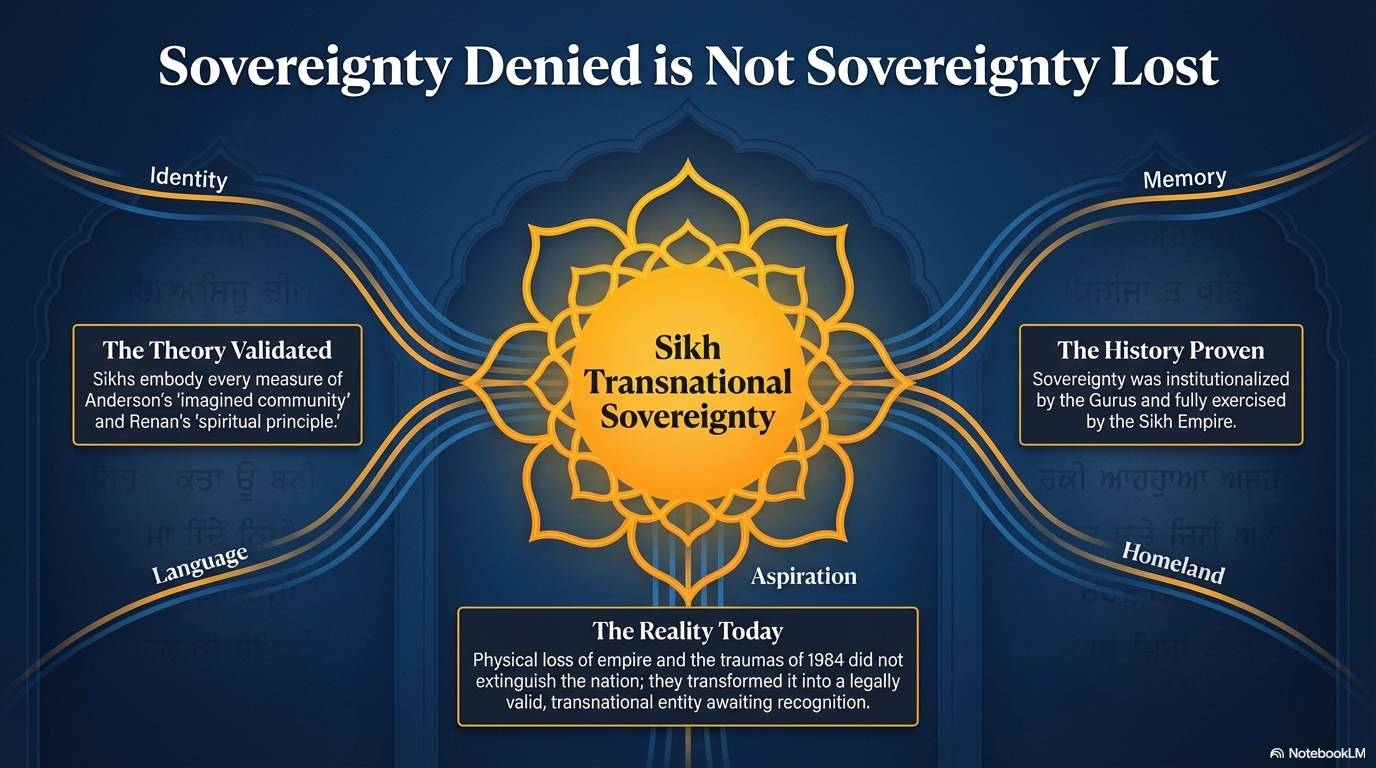 Sovereignty Denied is Not Sovereignty Lost
Identity
Memory
The Theory Validated
Sikhs embody every measure of
Anderson's 'imagined community'
and Renan's 'spiritual principle.'
Sikh
Transnational
Sovereignty
The History Proven
Sovereignty was institutionalized
by the Gurus and fully exercised
by the Sikh Empire.
Language
Homeland
Aspiration
The Reality Today
Physical loss of empire and the traumas of 1984 did not
extinguish the nation; they transformed it into a legally
valid, transnational entity awaiting recognition.
NotebookLM